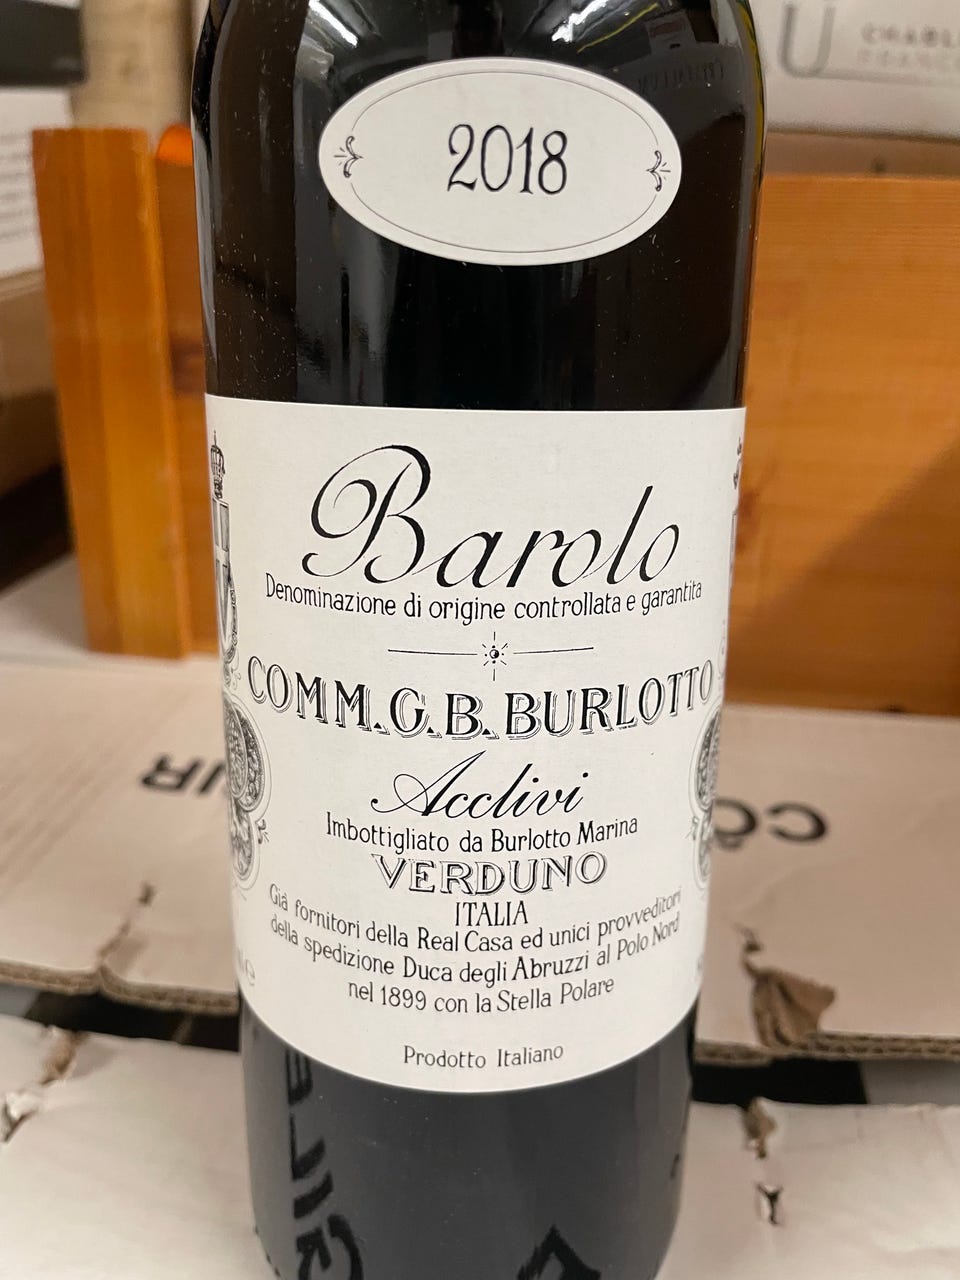 2018
Barolo
Denominazione di origine controllata e garantita
COMM. G. B. BURLOTTO
Acclivi
Imbottigliato da Burlotto Marina
VERDUNO
ITALIA
Già fornitori della Real Casa ed unici provveditori
della spedizione Duca degli Abruzzi al Polo Nord
nel 1899 con la Stella Polare
Prodotto Italiano